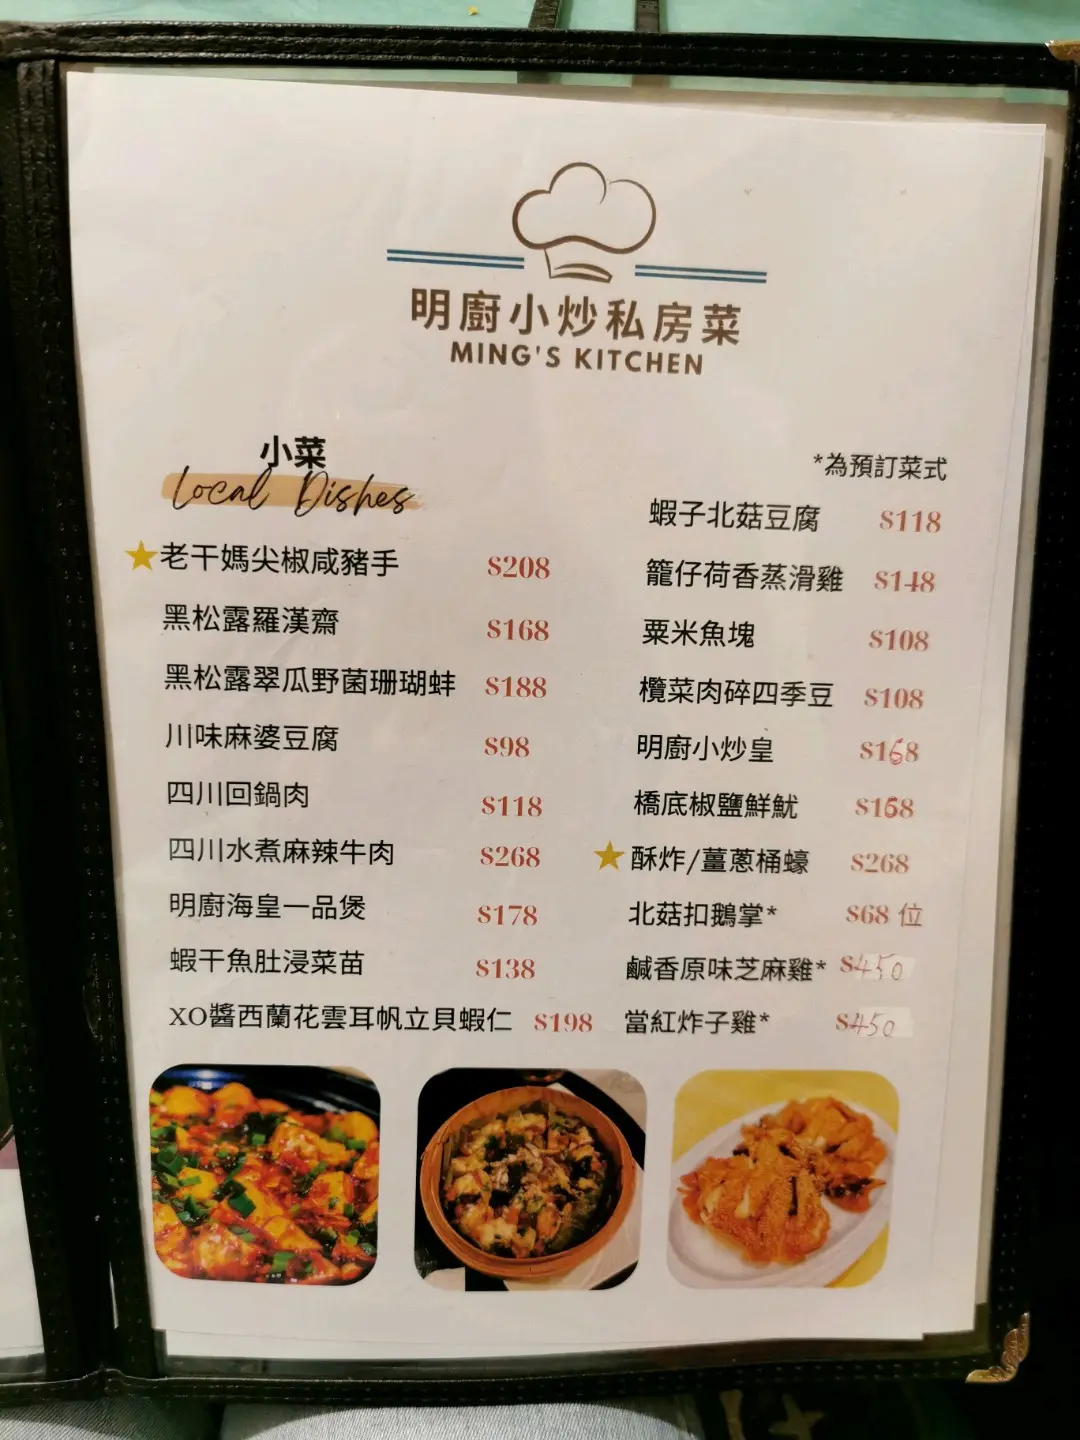 明廚小炒私房菜
MING'S KITCHEN
小菜
Local Dishes
★老干媽尖椒咸豬手 $208
黑松露羅漢齋 $168
黑松露翠瓜野菌珊瑚蚌 $188
川味麻婆豆腐 $98
四川回鍋肉 $118
四川水煮麻辣牛肉 $268
明廚海皇一品煲 $178
蝦干魚肚浸菜苗 $138
XO醬西蘭花雲耳帆立貝蝦仁 $198
*為預訂菜式
蝦子北菇豆腐 $118
籠仔荷香蒸滑雞 $148
粟米魚塊 $108
欖菜肉碎四季豆 $108
明廚小炒皇 $168
橋底椒鹽鮮魷 $168
★酥炸/薑蔥桶蠔 $268
北菇扣鵝掌* $68 位
鹹香原味芝麻雞* $450
當紅炸子雞* $450